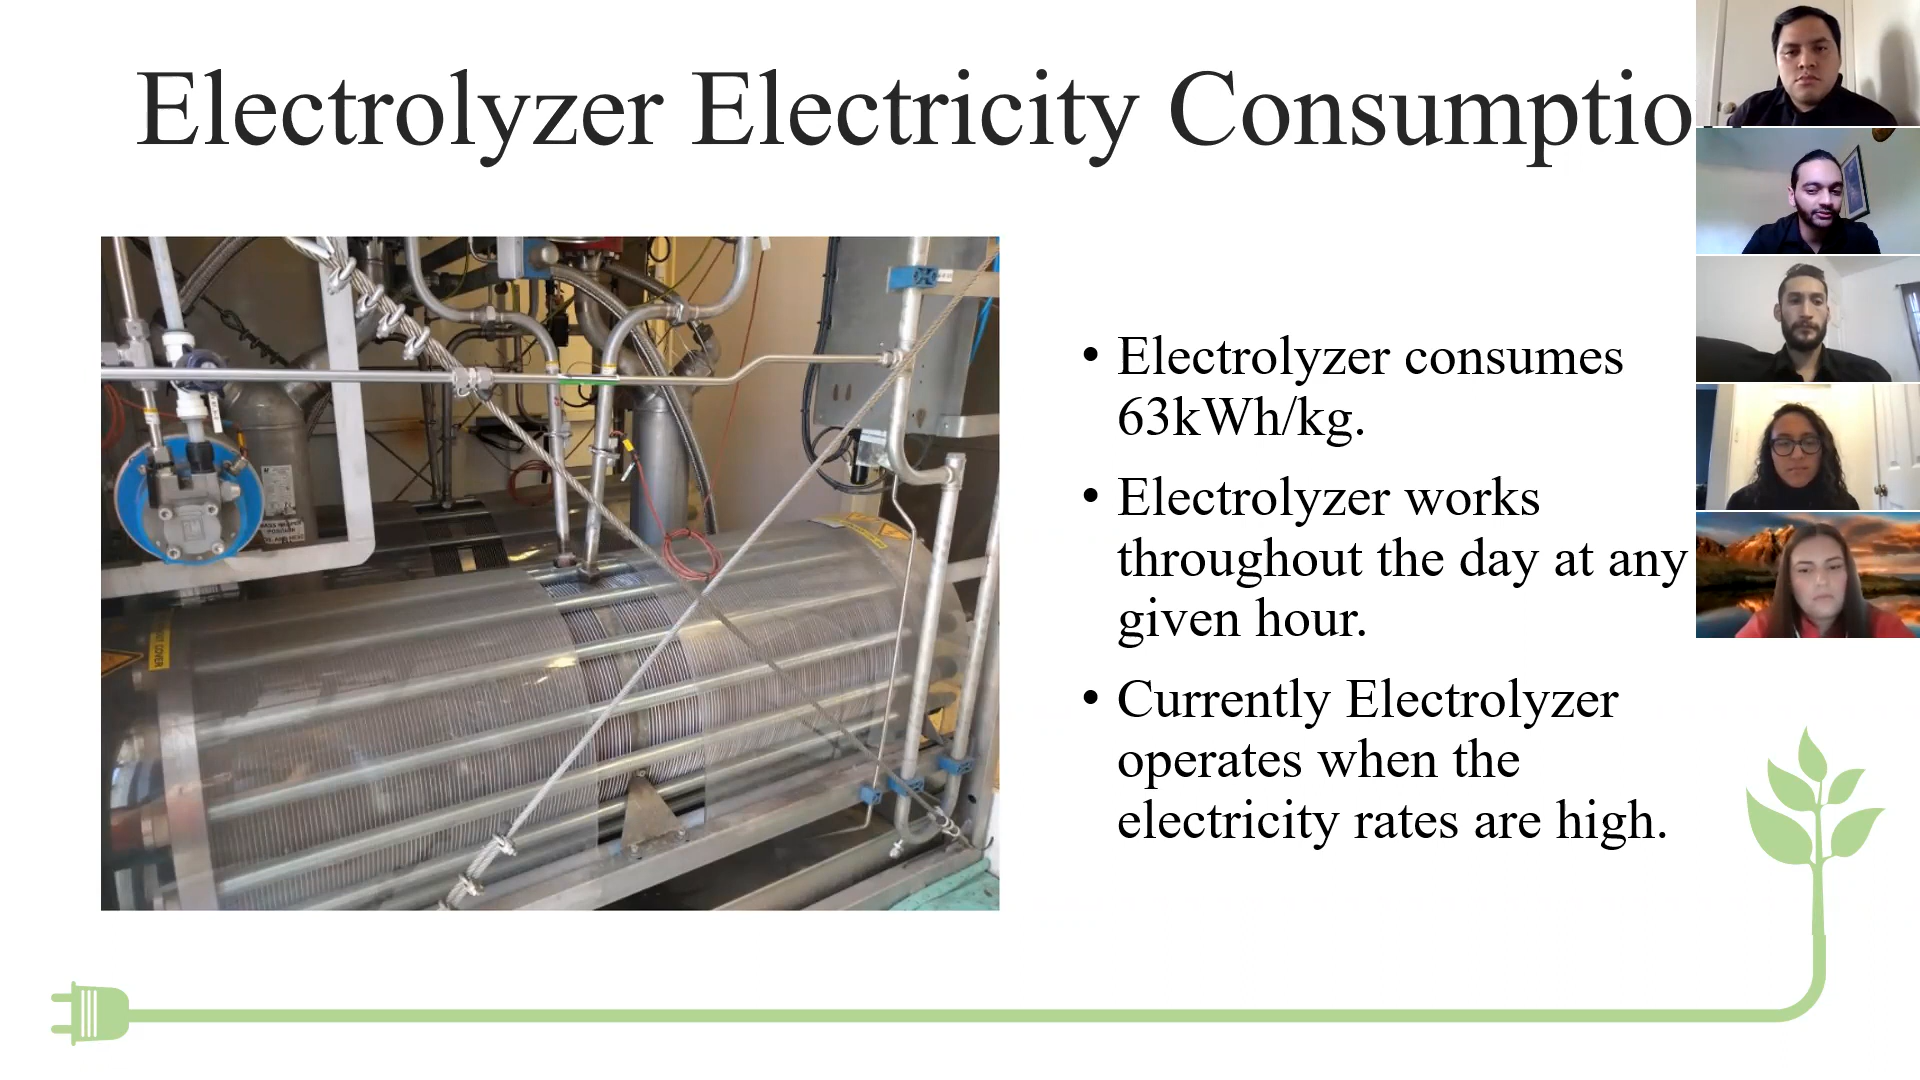 Electrolyzer Electricity Consumption
• Electrolyzer consumes
63kWh/kg.
• Electrolyzer works
throughout the day at any
given hour.
• Currently Electrolyzer
operates when the
electricity rates are high.